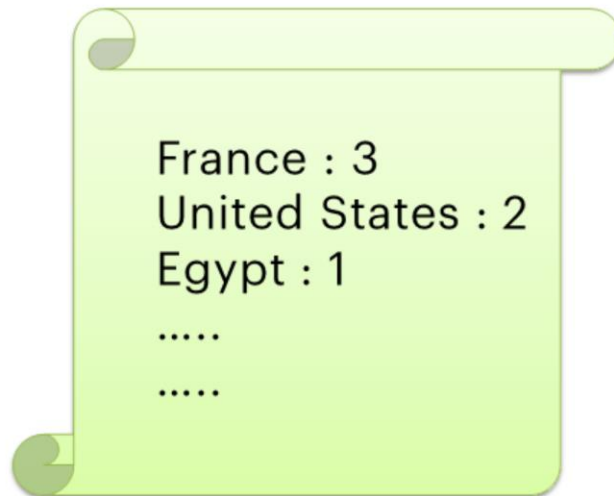 France : 3
United States : 2
Egypt : 1
.....
.....